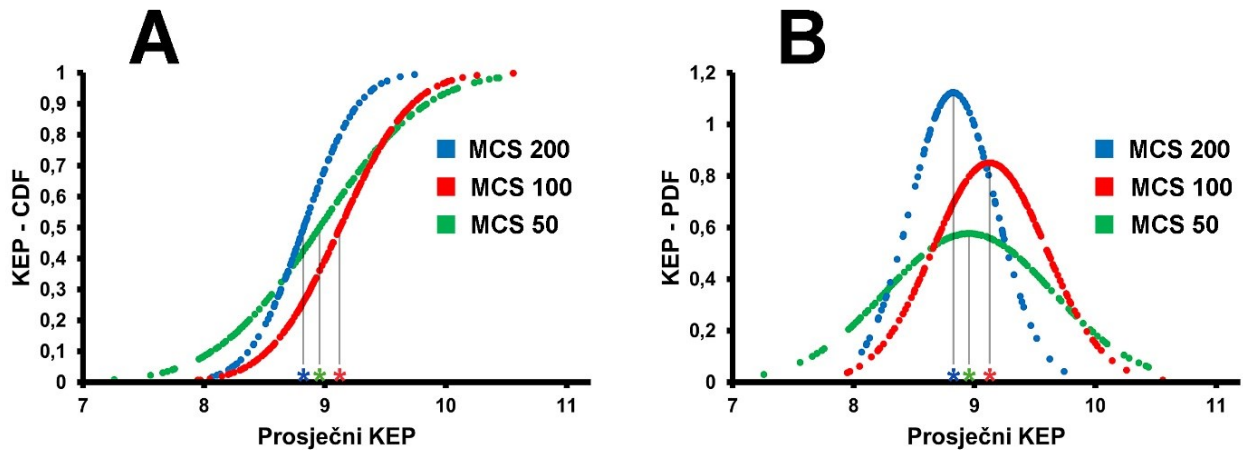 A
KEP - CDF
1
0,9
0,8
0,7
0,6
0,5
0,4
0,3
0,2
0,1
0
7 8 9 10 11
* * *
Prosječni KEP
MCS 200
MCS 100
MCS 50
B
KEP - PDF
1,2
1
0,8
0,6
0,4
0,2
0
7 8 9 10 11
* * *
Prosječni KEP
MCS 200
MCS 100
MCS 50